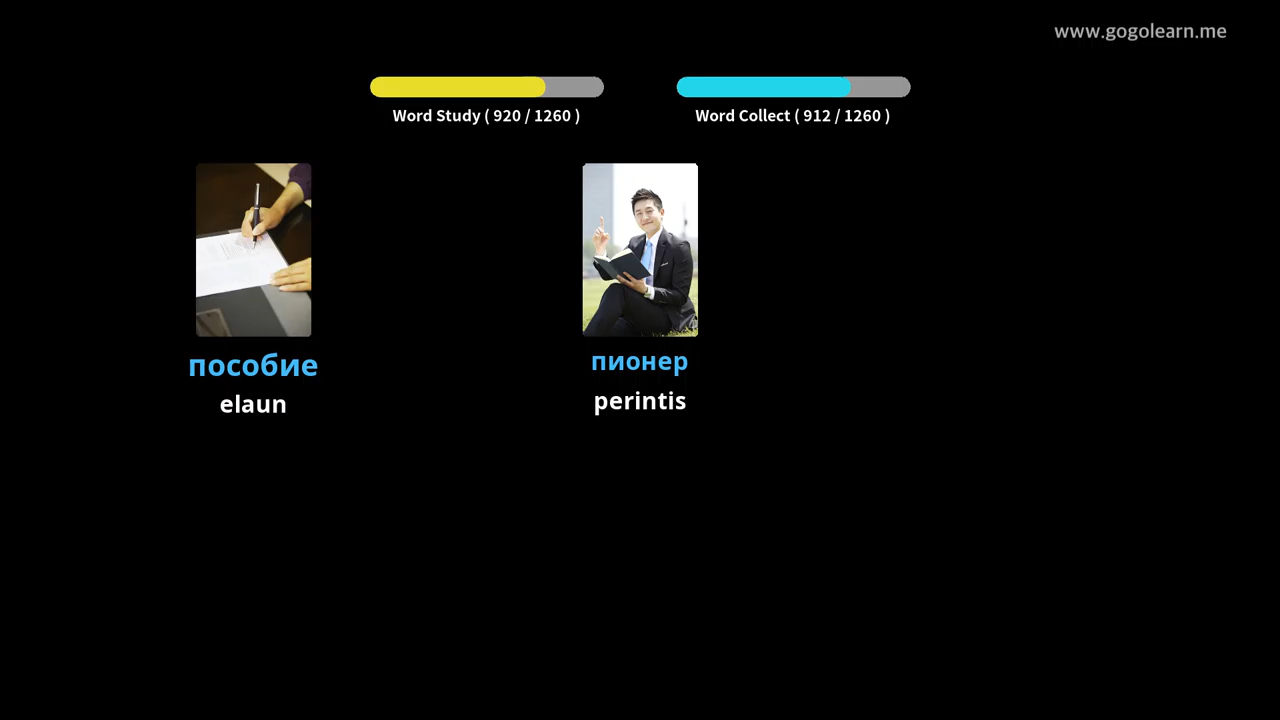 www.gogolearn.me
Word Study ( 920 / 1260 )
Word Collect ( 912 / 1260 )
пособие
elaun
пионер
perintis